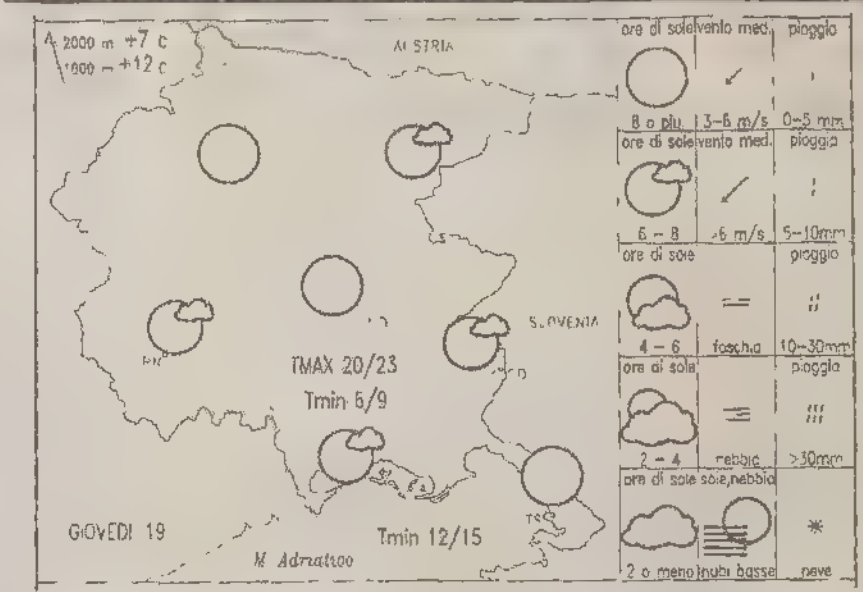 2000 m +7 C
1000 m +12 C
AUSTRIA
SLOVENIA
PN
TMAX 20/23
Tmin 6/9
TS
GIOVEDI 19
Tmin 12/15
M. Adriatico
ore di sole vento med. pioggia
8 o piu. 3-6 m/s 0-5 mm
ore di sole vento med. pioggia
6 - 8 >6 m/s 5-10mm
ore di sole pioggia
4 - 6 foschia 10-30mm
ore di sole pioggia
2 - 4 nebbia >30mm
ore di sole sole,nebbia
2 o meno nubi basse neve